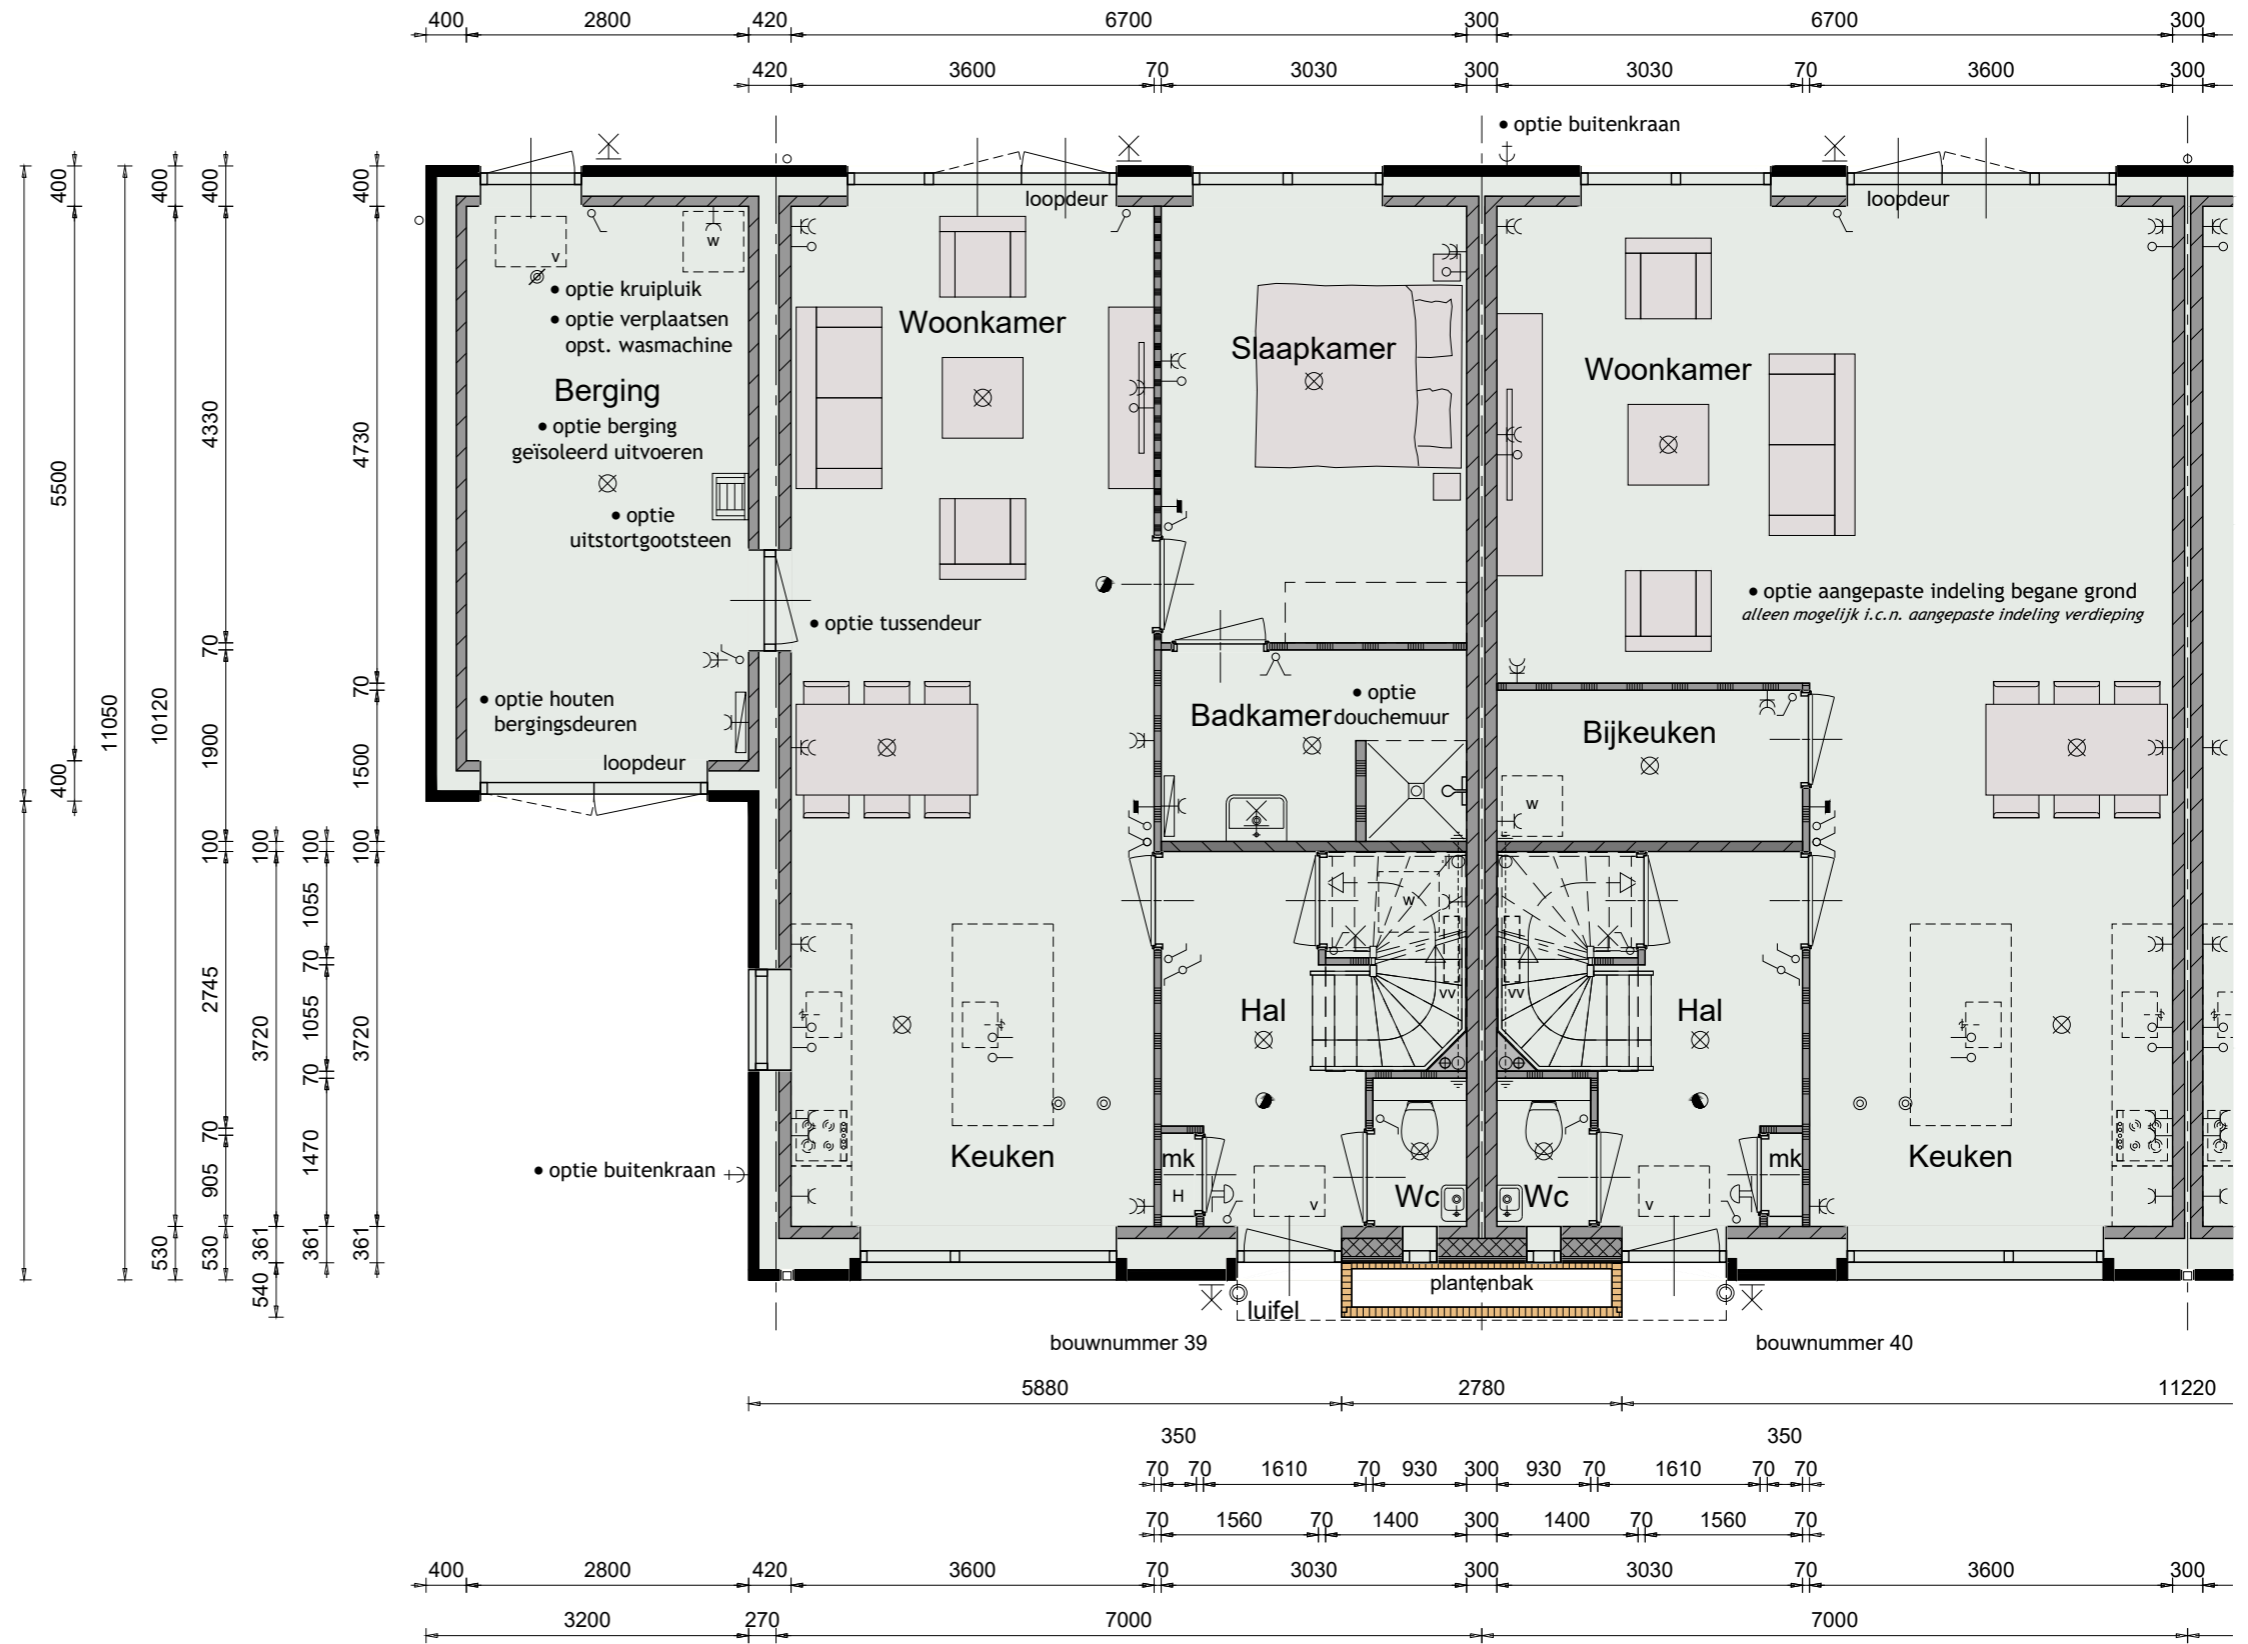 400 2800 420 6700 300 6700 300
420 3600 70 3030 300 3030 70 3600 300
• optie buitenkraan
loopdeur loopdeur
400 400 400 400
5500
11050
10120
4330
4730
70
70
1900
1500
400
100 100 100 100
1055
70
2745
3720
1055
3720
70
70
1470
905
530 530 361 361 361
540
w
v
• optie kruipluik
• optie verplaatsen
opst. wasmachine
Berging
• optie berging
geïsoleerd uitvoeren
• optie
uitstortgootsteen
• optie houten
bergingsdeuren
loopdeur
Woonkamer
Slaapkamer
Woonkamer
• optie tussendeur
• optie aangepaste indeling begane grond
alleen mogelijk i.c.n. aangepaste indeling verdieping
Badkamer
• optie
douchemuur
Bijkeuken
w
w
vv vv
Hal Hal
• optie buitenkraan
Keuken
mk
H
v
Wc Wc
v
mk
Keuken
plantenbak
luifel
bouwnummer 39 bouwnummer 40
5880 2780 11220
350 350
70 70 1610 70 930 300 930 70 1610 70 70
70 1560 70 1400 300 1400 70 1560 70
400 2800 420 3600 70 3030 300 3030 70 3600 300
3200 270 7000 7000